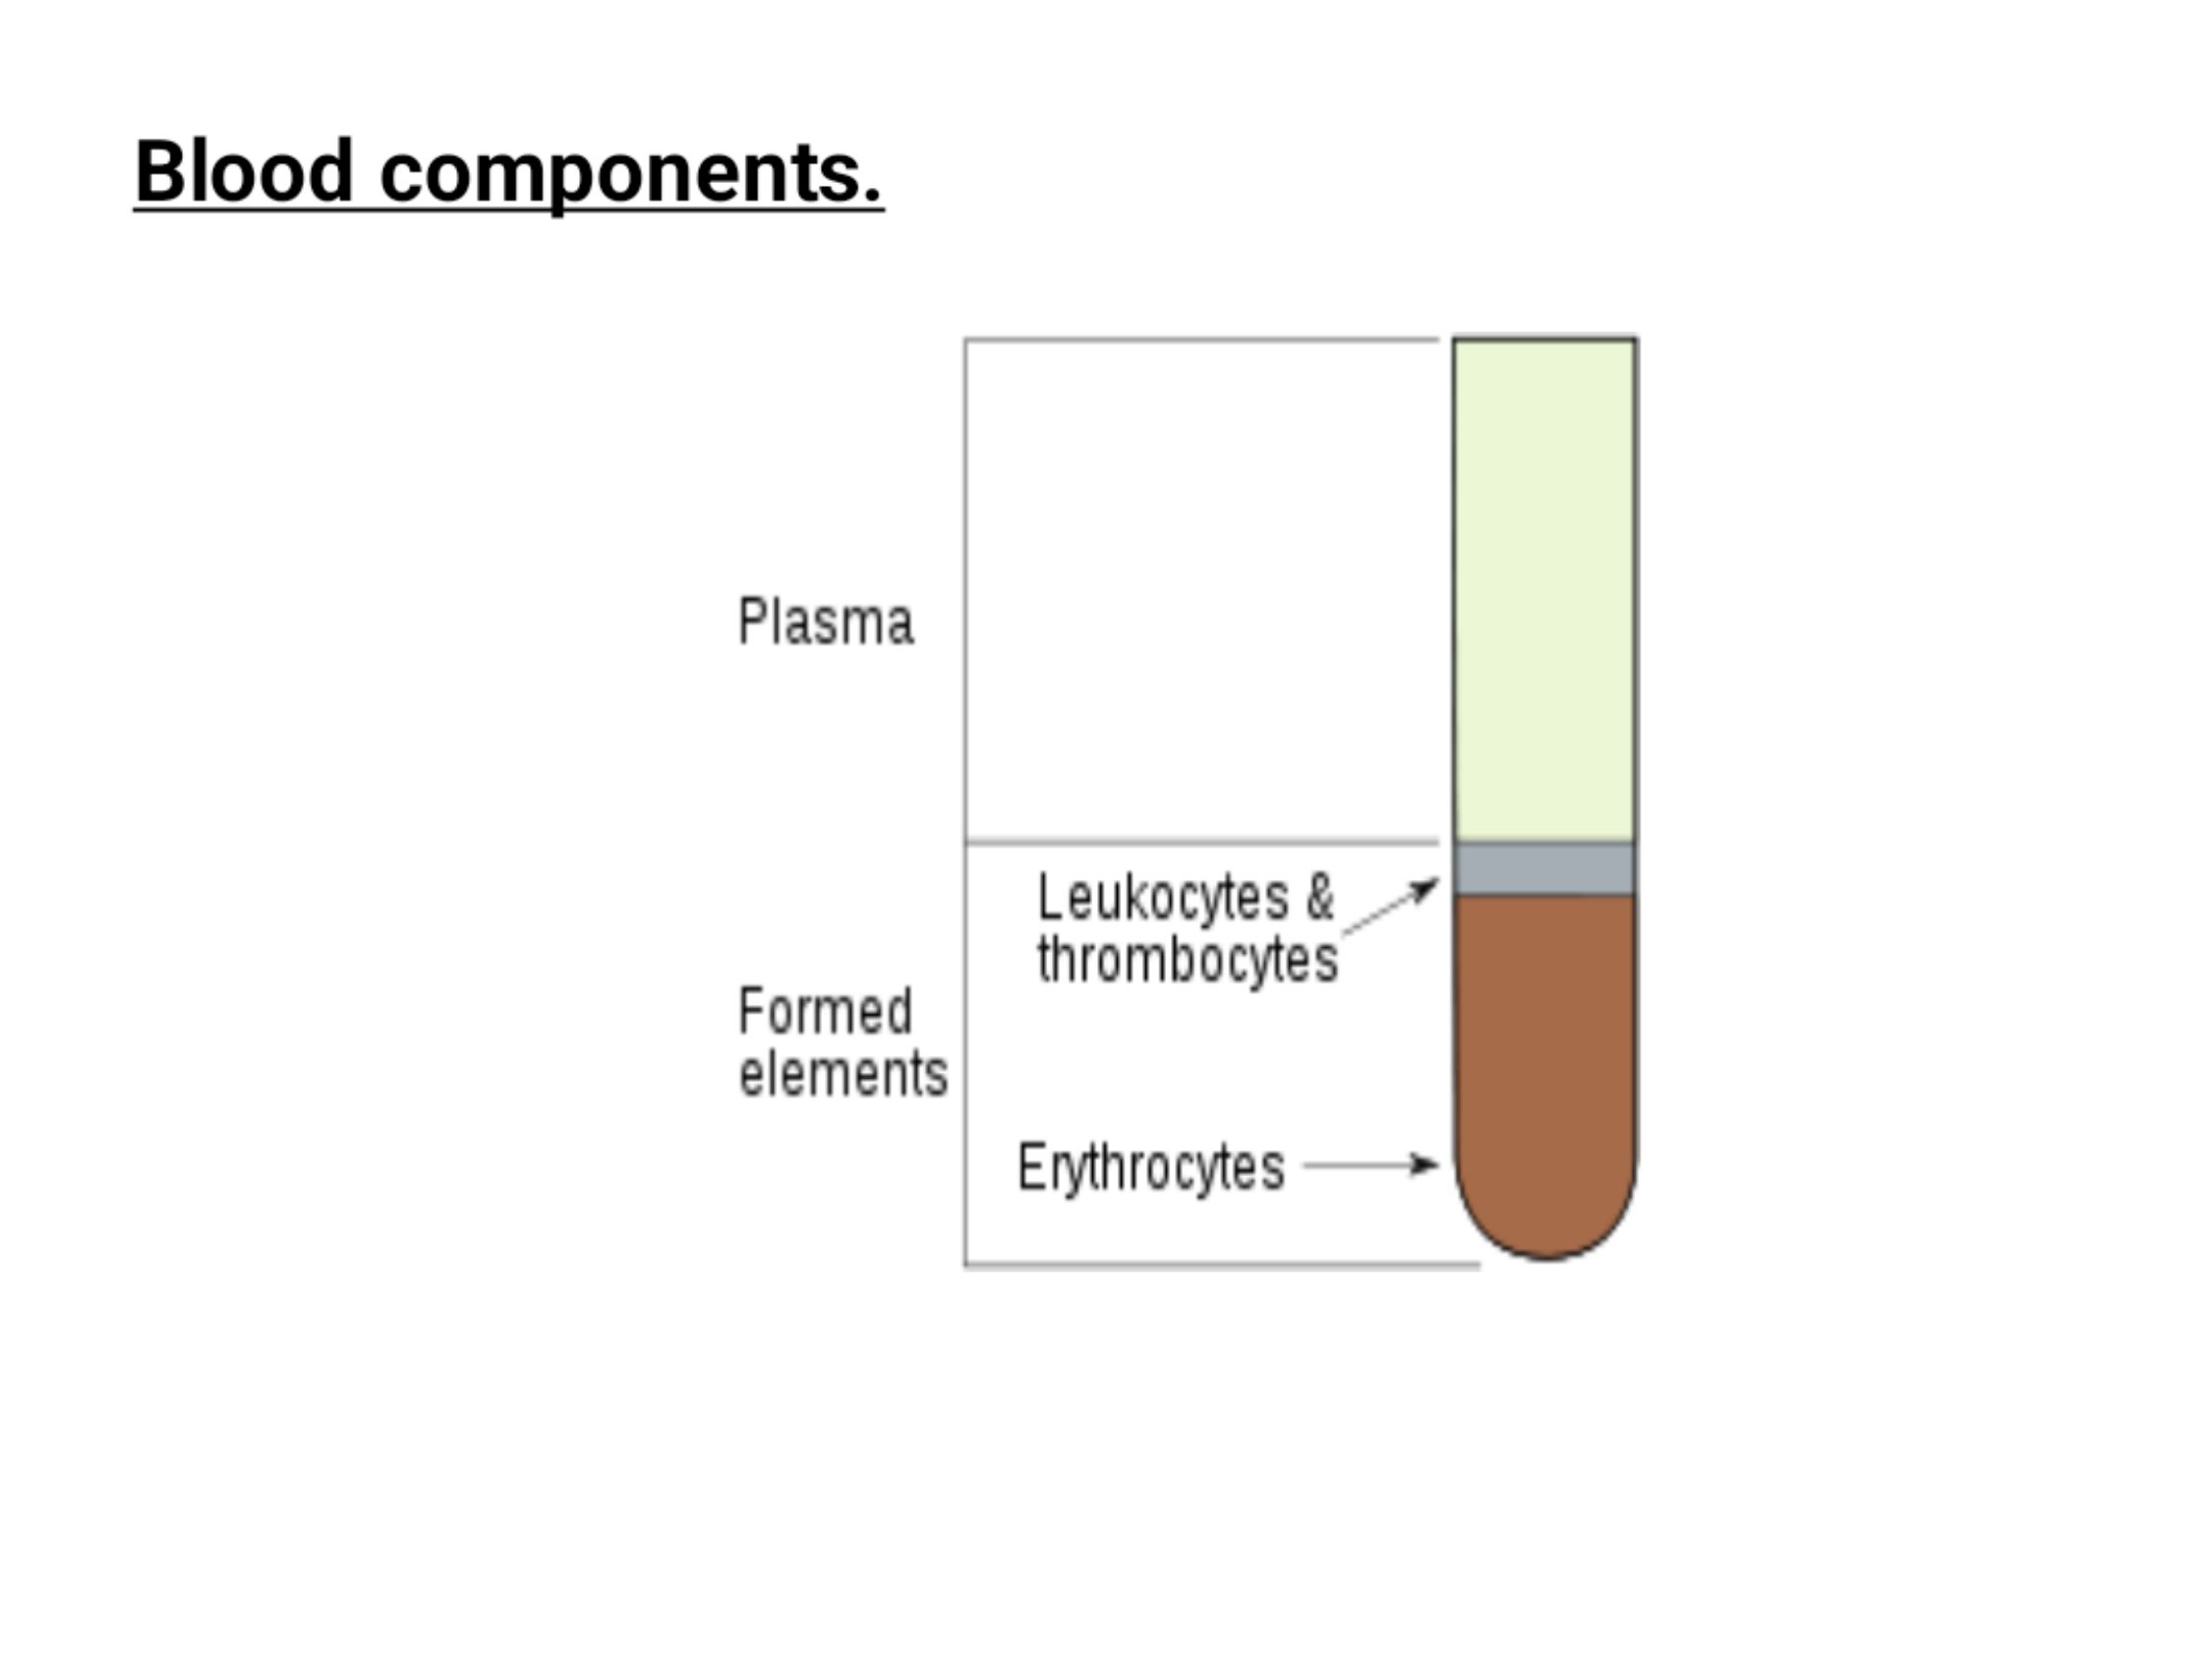 Blood components.
Plasma
Leukocytes &
thrombocytes
Formed
elements
Erythrocytes